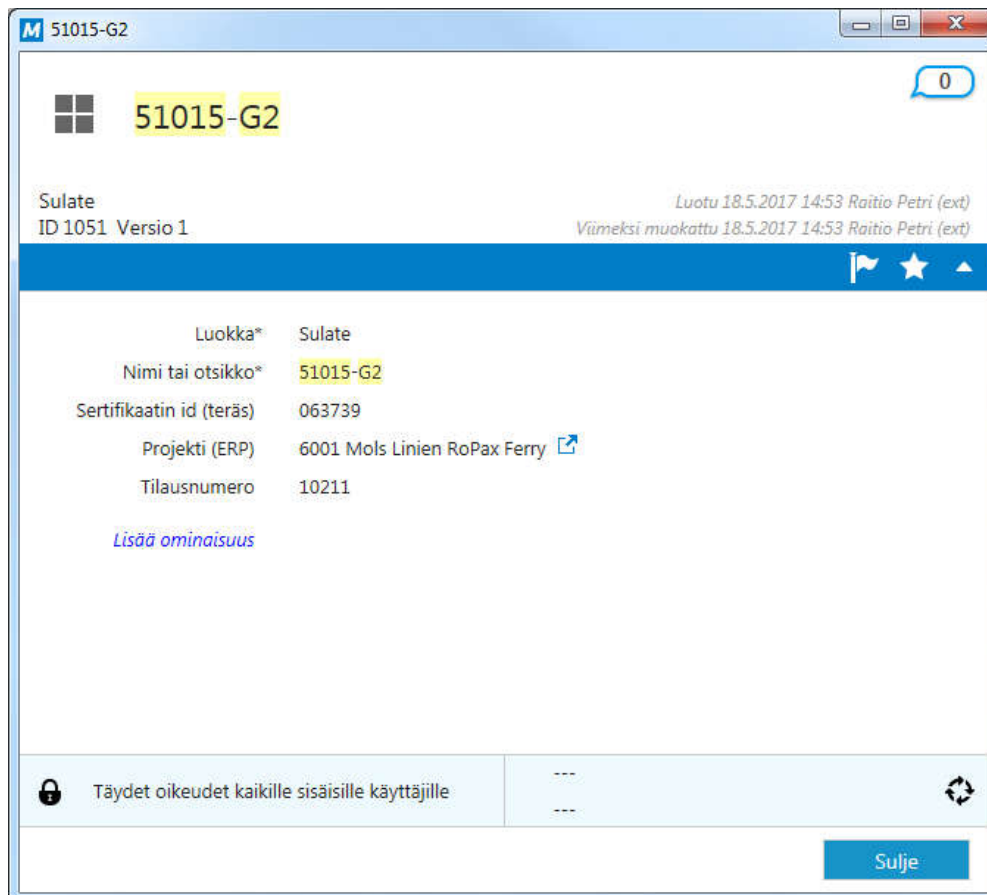 M 51015-G2
0
51015-G2
Sulate
ID 1051 Versio 1
Luotu 18.5.2017 14:53 Raitio Petri (ext)
Viimeksi muokattu 18.5.2017 14:53 Raitio Petri (ext)
Luokka* Sulate
Nimi tai otsikko* 51015-G2
Sertifikaatin id (teräs) 063739
Projekti (ERP) 6001 Mols Linien RoPax Ferry
Tilausnumero 10211
Lisää ominaisuus
Täydet oikeudet kaikille sisäisille käyttäjille
---
---
Sulje